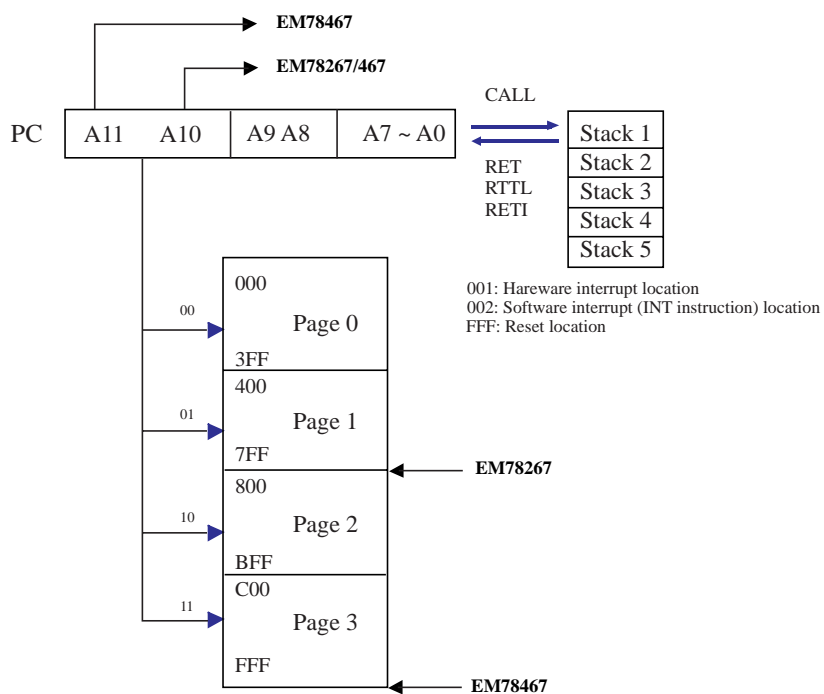 EM78467
EM78267/467
PC
A11
A10
A9 A8
A7 ~ A0
CALL
RET
RTTL
RETI
Stack 1
Stack 2
Stack 3
Stack 4
Stack 5
001: Hareware interrupt location
002: Software interrupt (INT instruction) location
FFF: Reset location
00
000
Page 0
3FF
01
400
Page 1
7FF
EM78267
10
800
Page 2
BFF
11
C00
Page 3
FFF
EM78467